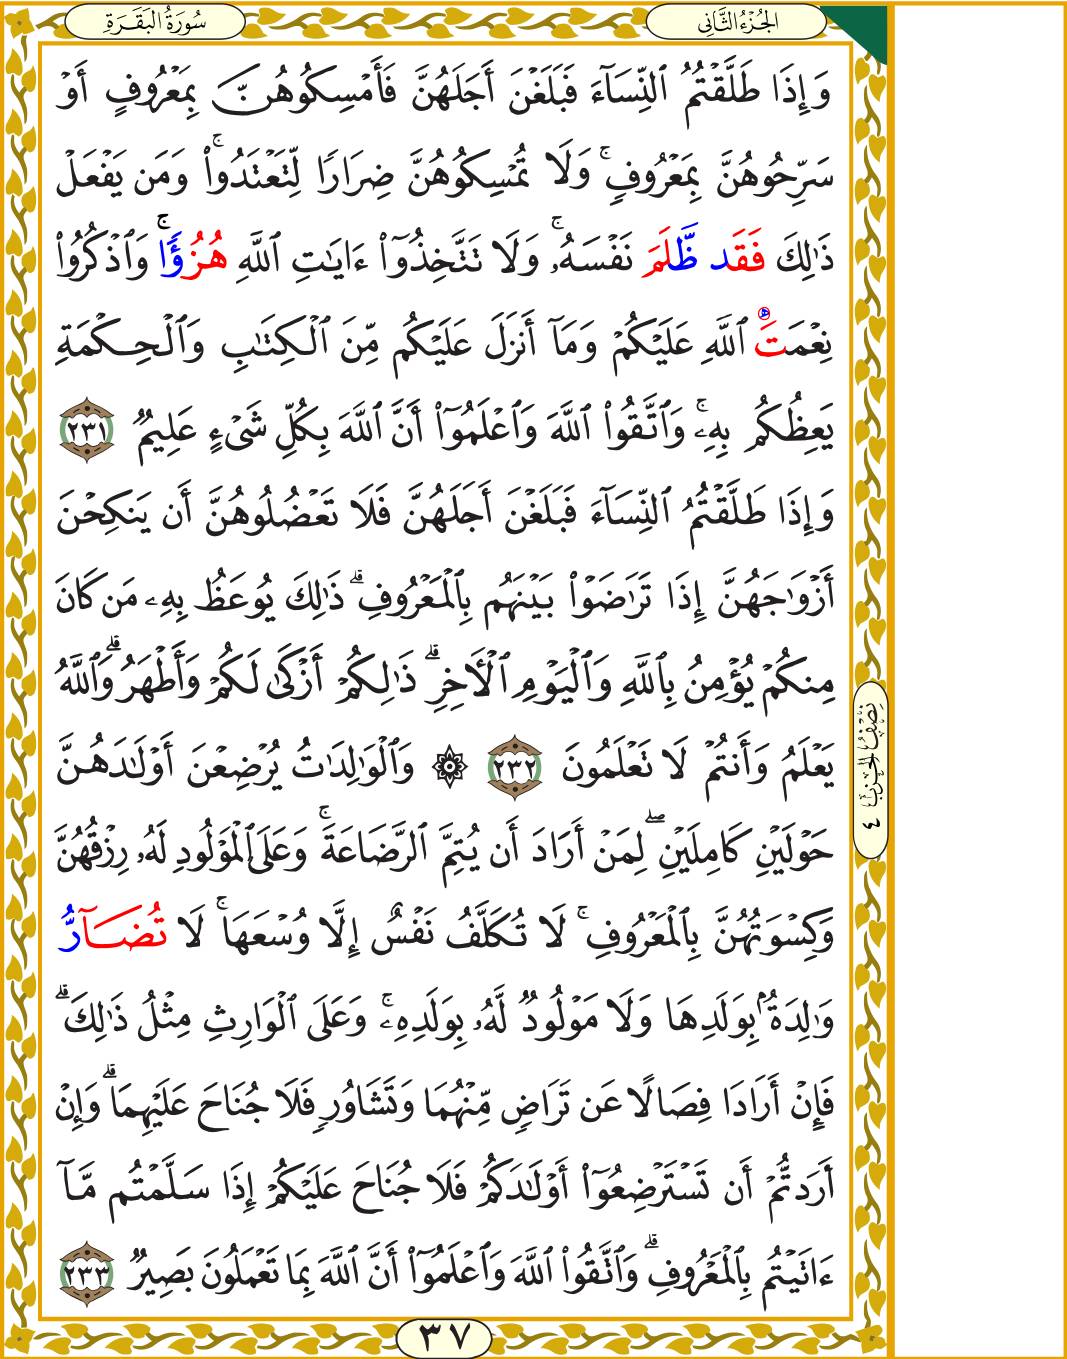 الجُزْءُ الثَّانِي
سُورَةُ البَقَرَةِ
وَإِذَا طَلَّقْتُمُ ٱلنِّسَآءَ فَبَلَغْنَ أَجَلَهُنَّ فَأَمْسِكُوهُنَّ بِمَعْرُوفٍ أَوْ
سَرِّحُوهُنَّ بِمَعْرُوفٍۢ ۚ وَلَا تُمْسِكُوهُنَّ ضِرَارًا لِّتَعْتَدُوا۟ ۚ وَمَن يَفْعَلْ
ذَٰلِكَ فَقَد ظَّلَمَ نَفْسَهُۥ ۚ وَلَا تَتَّخِذُوٓا۟ ءَايَٰتِ ٱللَّهِ هُزُؤًا ۚ وَٱذْكُرُوا۟
نِعْمَتَ ٱللَّهِ عَلَيْكُمْ وَمَآ أَنزَلَ عَلَيْكُم مِّنَ ٱلْكِتَٰبِ وَٱلْحِكْمَةِ
يَعِظُكُم بِهِۦ ۚ وَٱتَّقُوا۟ ٱللَّهَ وَٱعْلَمُوٓا۟ أَنَّ ٱللَّهَ بِكُلِّ شَىْءٍ عَلِيمٌ ٢٣١
وَإِذَا طَلَّقْتُمُ ٱلنِّسَآءَ فَبَلَغْنَ أَجَلَهُنَّ فَلَا تَعْضُلُوهُنَّ أَن يَنكِحْنَ
أَزْوَٰجَهُنَّ إِذَا تَرَٰضَوْا۟ بَيْنَهُم بِٱلْمَعْرُوفِ ۗ ذَٰلِكَ يُوعَظُ بِهِۦ مَن كَانَ
مِنكُمْ يُؤْمِنُ بِٱللَّهِ وَٱلْيَوْمِ ٱلْأَخِرِ ۗ ذَٰلِكُمْ أَزْكَىٰ لَكُمْ وَأَطْهَرُ ۗ وَٱللَّهُ
يَعْلَمُ وَأَنتُمْ لَا تَعْلَمُونَ ٢٣٢ ۞ وَٱلْوَٰلِدَٰتُ يُرْضِعْنَ أَوْلَٰدَهُنَّ
حَوْلَيْنِ كَامِلَيْنِ ۖ لِمَنْ أَرَادَ أَن يُتِمَّ ٱلرَّضَاعَةَ ۚ وَعَلَى ٱلْمَوْلُودِ لَهُۥ رِزْقُهُنَّ
وَكِسْوَتُهُنَّ بِٱلْمَعْرُوفِ ۚ لَا تُكَلَّفُ نَفْسٌ إِلَّا وُسْعَهَا ۚ لَا تُضَآرُّ
وَٰلِدَةٌۢ بِوَلَدِهَا وَلَا مَوْلُودٌ لَّهُۥ بِوَلَدِهِۦ ۚ وَعَلَى ٱلْوَارِثِ مِثْلُ ذَٰلِكَ ۗ
فَإِنْ أَرَادَا فِصَالًا عَن تَرَاضٍ مِّنْهُمَا وَتَشَاوُرٍ فَلَا جُنَاحَ عَلَيْهِمَا ۗ وَإِنْ
أَرَدتُّمْ أَن تَسْتَرْضِعُوٓا۟ أَوْلَٰدَكُمْ فَلَا جُنَاحَ عَلَيْكُمْ إِذَا سَلَّمْتُم مَّآ
ءَاتَيْتُم بِٱلْمَعْرُوفِ ۗ وَٱتَّقُوا۟ ٱللَّهَ وَٱعْلَمُوٓا۟ أَنَّ ٱللَّهَ بِمَا تَعْمَلُونَ بَصِيرٌ ٢٣٣
نِصْفُ الحِزْبِ ٤
٣٧